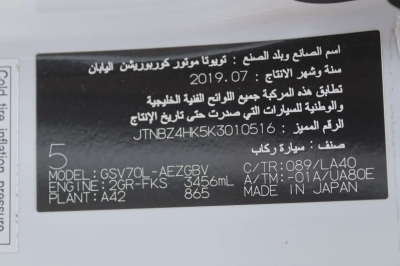 اسم الصانع وبلد الصنع : تويوتا موتور كوربوريشن اليابان
سنة وشهر الانتاج : 2019.07
تطابق هذه المركبة جميع اللوائح الفنية الخليجية
والوطنية للسيارات التي صدرت حتى تاريخ الإنتاج
الرقم المميز : JTNBZ4HK5K3010516
صنف : سيارة ركاب
5
MODEL: GSV70L-AEZGBV C/TR: 089/LA40
ENGINE: 2GR-FKS 3456mL A/TM: -01A/UA80E
PLANT: A42 865 MADE IN JAPAN
Cold tire inflation pressure